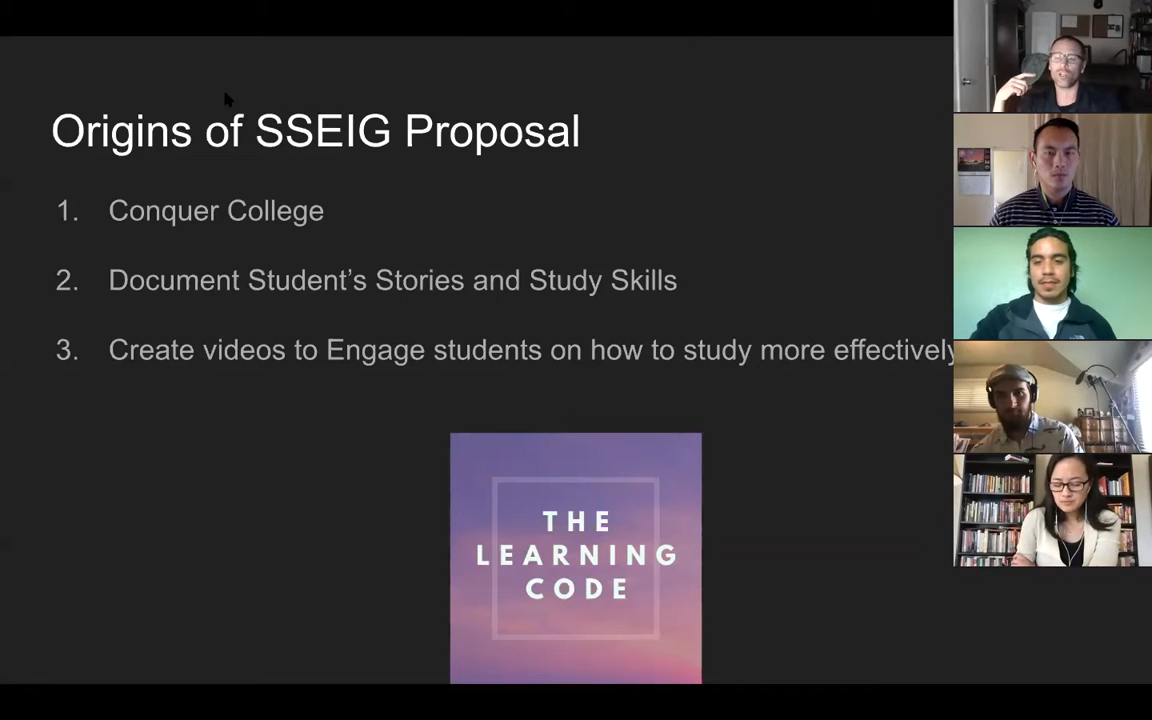 Origins of SSEIG Proposal
1. Conquer College
2. Document Student’s Stories and Study Skills
3. Create videos to Engage students on how to study more effectively
THE
LEARNING
CODE